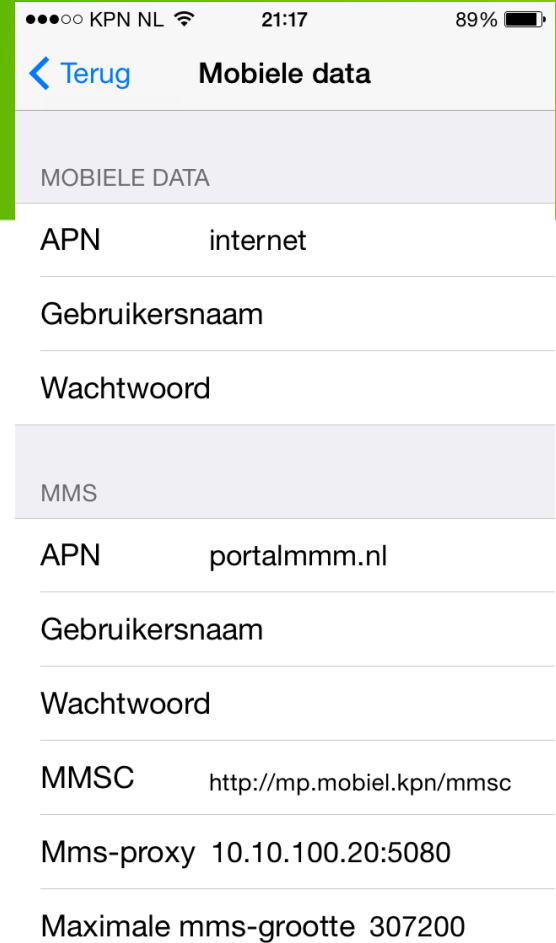 KPN NL 21:17 89%
Terug Mobiele data
MOBIELE DATA
APN internet
Gebruikersnaam
Wachtwoord
MMS
APN portalmmm.nl
Gebruikersnaam
Wachtwoord
MMSC http://mp.mobiel.kpn/mmsc
Mms-proxy 10.10.100.20:5080
Maximale mms-grootte 307200